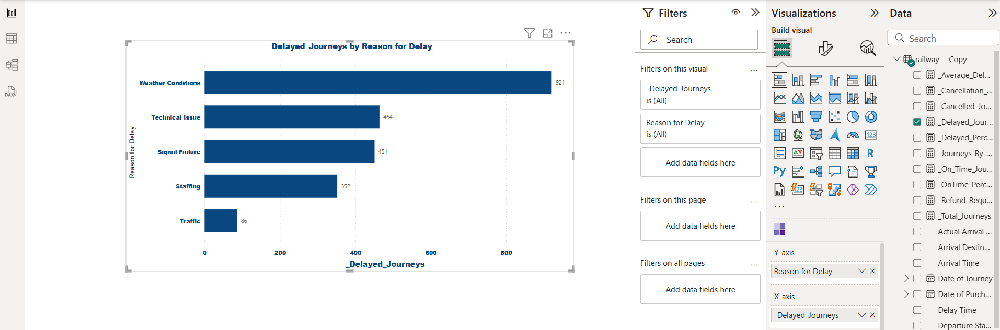 _Delayed_Journeys by Reason for Delay
Reason for Delay
Weather Conditions
921
Technical Issue
464
Signal Failure
451
Staffing
352
Traffic
86
0 200 400 600 800
_Delayed_Journeys
DAX
Filters
Search
Filters on this visual
...
_Delayed_Journeys
is (All)
Reason for Delay
is (All)
Add data fields here
Filters on this page
...
Add data fields here
Filters on all pages
...
Add data fields here
Visualizations
Build visual
123
R
Py
123
...
Y-axis
Reason for Delay
X-axis
_Delayed_Journeys
Data
Search
railway___Copy
_Average_Del...
_Cancellation_...
_Cancelled_Jo...
_Delayed_Jour...
_Delayed_Perc...
_Journeys_By_...
_On_Time_Jou...
_OnTime_Perc...
_Refund_Requ...
_Total_Journeys
Actual Arrival ...
Arrival Destin...
Arrival Time
Date of Journey
Date of Purch...
Delay Time
Departure Sta...